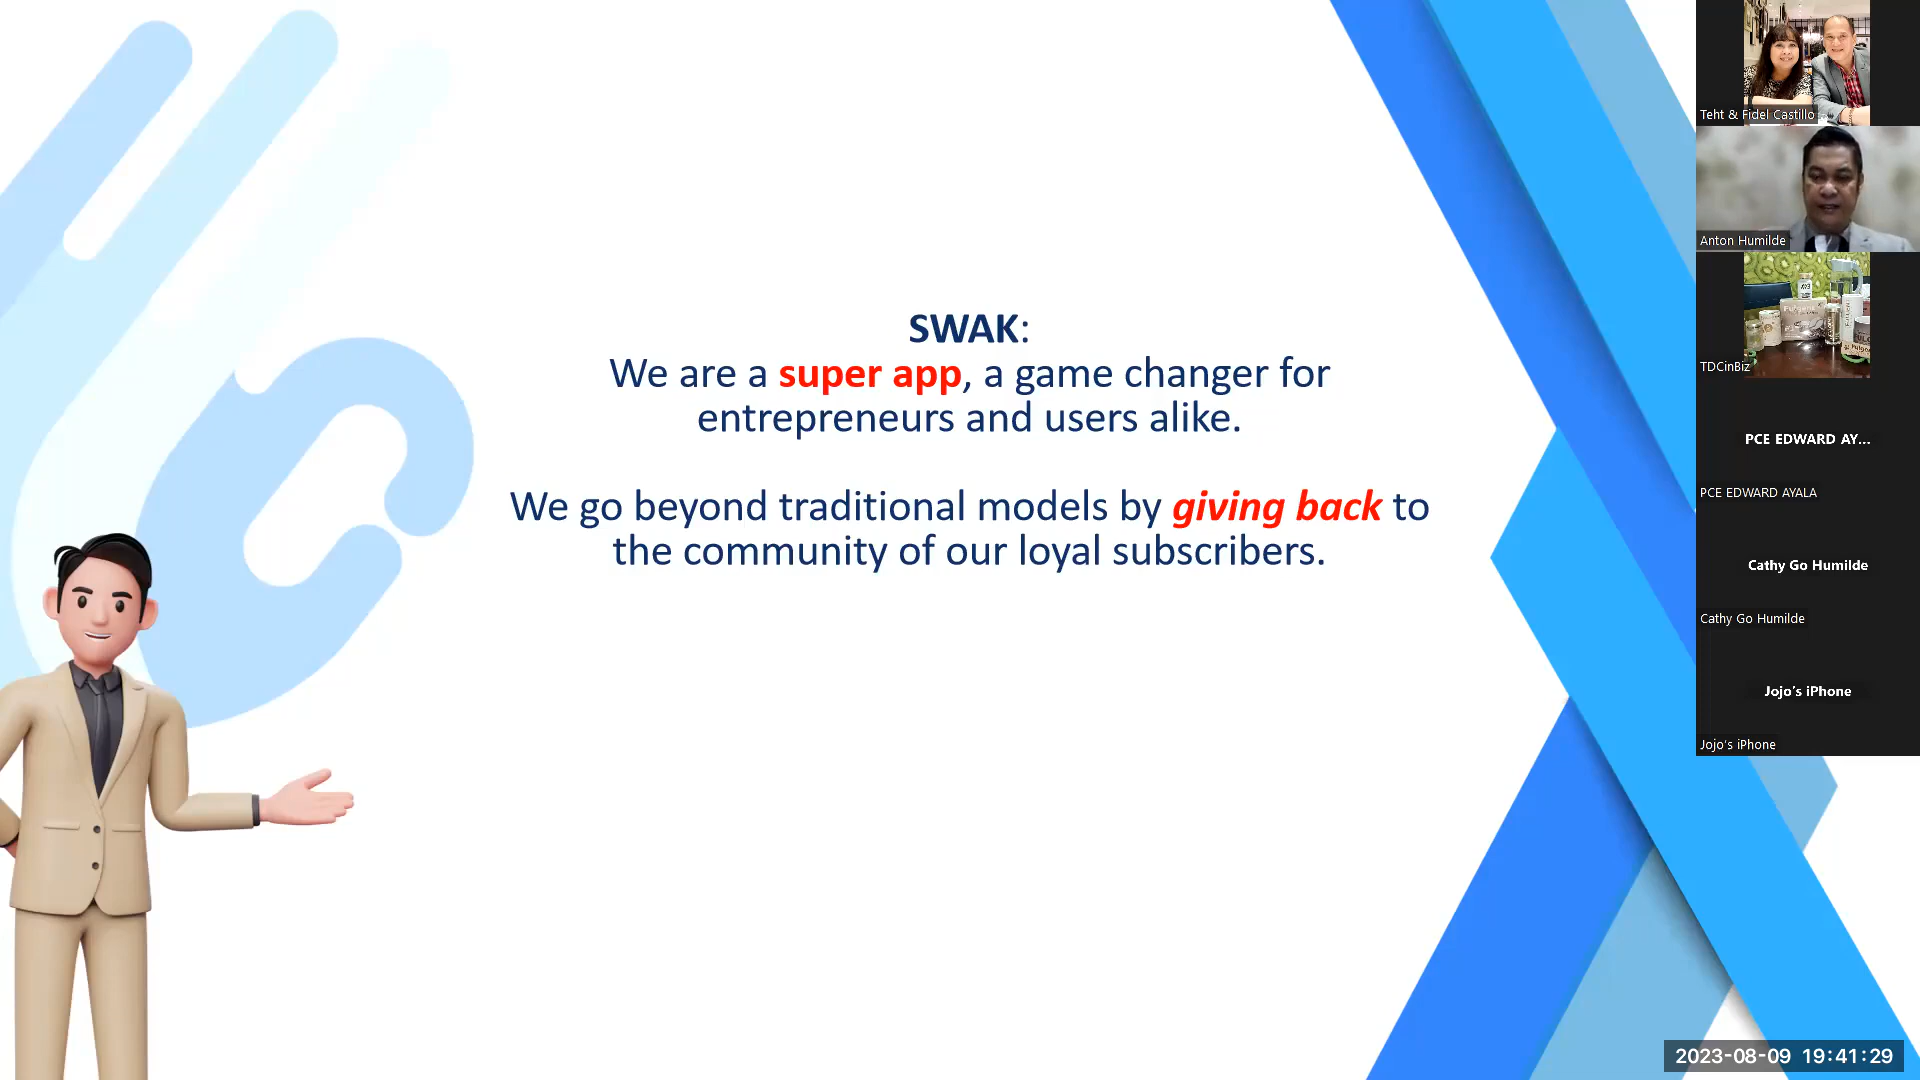 SWAK:
We are a super app, a game changer for
entrepreneurs and users alike.
We go beyond traditional models by giving back to
the community of our loyal subscribers.
Teht & Fidel Castillo
Anton Humilde
TDCinBiz
PCE EDWARD AY...
PCE EDWARD AYALA
Cathy Go Humilde
Cathy Go Humilde
Jojo's iPhone
Jojo's iPhone
2023-08-09 19:41:29